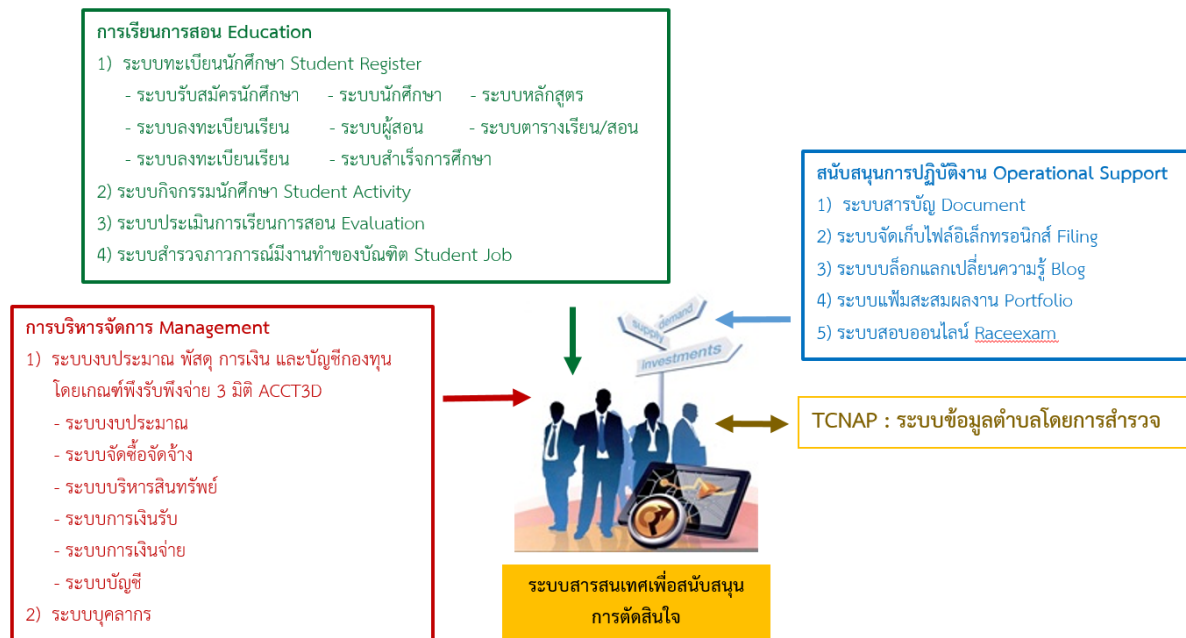 การเรียนการสอน Education
1) ระบบทะเบียนนักศึกษา Student Register
- ระบบรับสมัครนักศึกษา - ระบบนักศึกษา - ระบบหลักสูตร
- ระบบลงทะเบียนเรียน - ระบบผู้สอน - ระบบตารางเรียน/สอน
- ระบบลงทะเบียนเรียน - ระบบสำเร็จการศึกษา
2) ระบบกิจกรรมนักศึกษา Student Activity
3) ระบบประเมินการเรียนการสอน Evaluation
4) ระบบสำรวจภาวการณ์มีงานทำของบัณฑิต Student Job
สนับสนุนการปฏิบัติงาน Operational Support
1) ระบบสารบัญ Document
2) ระบบจัดเก็บไฟล์อิเล็กทรอนิกส์ Filing
3) ระบบบล็อกแลกเปลี่ยนความรู้ Blog
4) ระบบแฟ้มสะสมผลงาน Portfolio
5) ระบบสอบออนไลน์ Raceexam
การบริหารจัดการ Management
1) ระบบงบประมาณ พัสดุ การเงิน และบัญชีกองทุน
โดยเกณฑ์พึงรับพึงจ่าย 3 มิติ ACCT3D
- ระบบงบประมาณ
- ระบบจัดซื้อจัดจ้าง
- ระบบบริหารสินทรัพย์
- ระบบการเงินรับ
- ระบบการเงินจ่าย
- ระบบบัญชี
2) ระบบบุคลากร
demand
supply
investments
TCNAP : ระบบข้อมูลตำบลโดยการสำรวจ
ระบบสารสนเทศเพื่อสนับสนุน
การตัดสินใจ